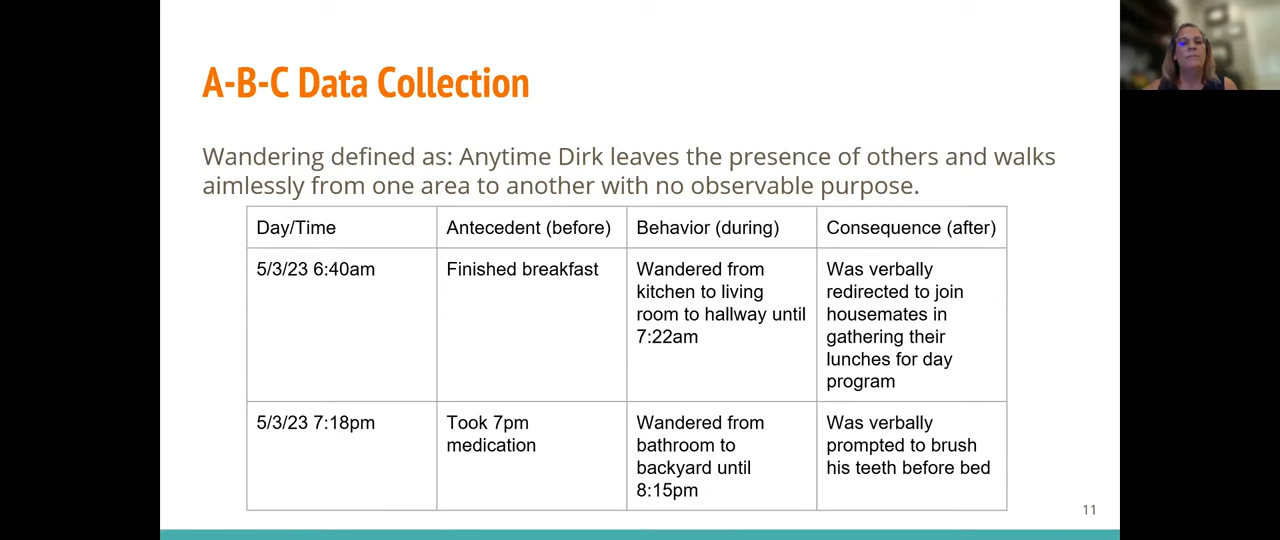 A-B-C Data Collection
Wandering defined as: Anytime Dirk leaves the presence of others and walks
aimlessly from one area to another with no observable purpose.
Day/Time
Antecedent (before)
Behavior (during)
Consequence (after)
5/3/23 6:40am
Finished breakfast
Wandered from
kitchen to living
room to hallway until
7:22am
Was verbally
redirected to join
housemates in
gathering their
lunches for day
program
5/3/23 7:18pm
Took 7pm
medication
Wandered from
bathroom to
backyard until
8:15pm
Was verbally
prompted to brush
his teeth before bed
11